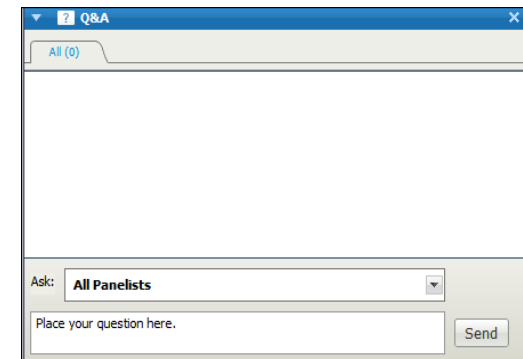 ? Q&A
All (0)
Ask: All Panelists
Place your question here.
Send